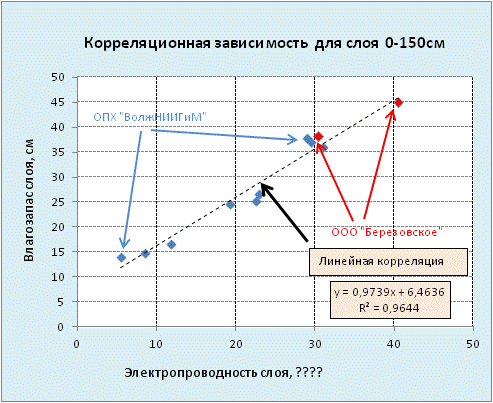 Корреляционная зависимость для слоя 0-150см
Влагозапас слоя, см
50
45
40
35
30
25
20
15
10
5
0
ОПХ "ВолжНИИГиМ"
ООО "Березовское"
Линейная корреляция
y = 0,9739x + 6,4636
R² = 0,9644
0 10 20 30 40 50
Электропроводность слоя, ????